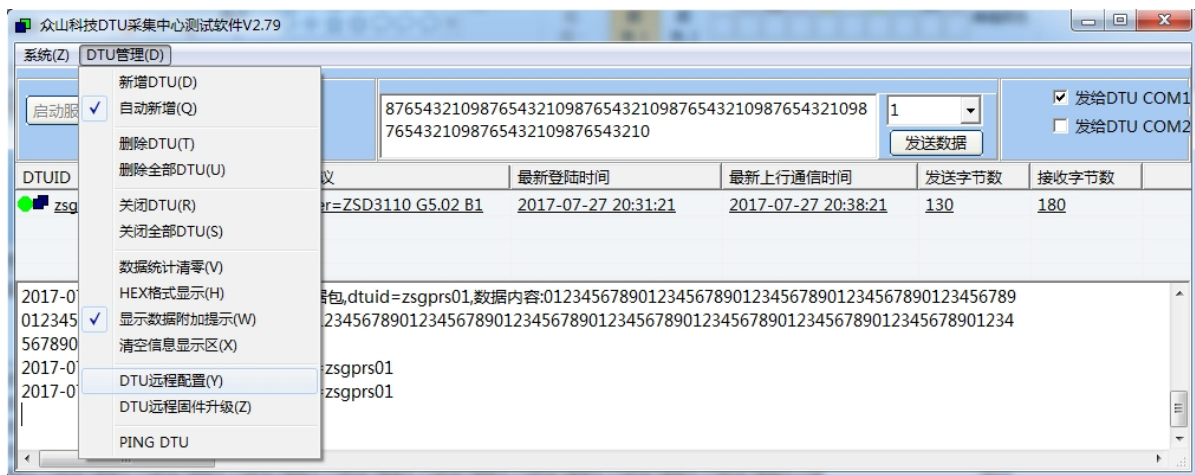 众山科技DTU采集中心测试软件V2.79
系统(Z) DTU管理(D)
新增DTU(D)
自动新增(Q)
删除DTU(T)
删除全部DTU(U)
关闭DTU(R)
关闭全部DTU(S)
数据统计清零(V)
HEX格式显示(H)
显示数据附加提示(W)
清空信息显示区(X)
DTU远程配置(Y)
DTU远程固件升级(Z)
PING DTU
启动服
876543210987654321098765432109876543210987654321098
765432109876543210987654 3210
1
发送数据
发给DTU COM1
发给DTU COM2
DTUID 议 最新登陆时间 最新上行通信时间 发送字节数 接收字节数
zsg er=ZSD3110 G5.02 B1 2017-07-27 20:31:21 2017-07-27 20:38:21 130 180
2017-0 据包,dtuid=zsgprs01,数据内容:01234567890123456789012345678901234567890123456789
012345 234567890123456789012345678901234567890123456789012345678901234
567890
2017-0 =zsgprs01
2017-0 =zsgprs01